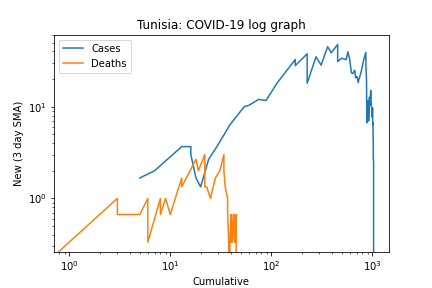 Tunisia: COVID-19 log graph
Cases
Deaths
New (3 day SMA)
10¹
10⁰
10⁰ 10¹ 10² 10³
Cumulative